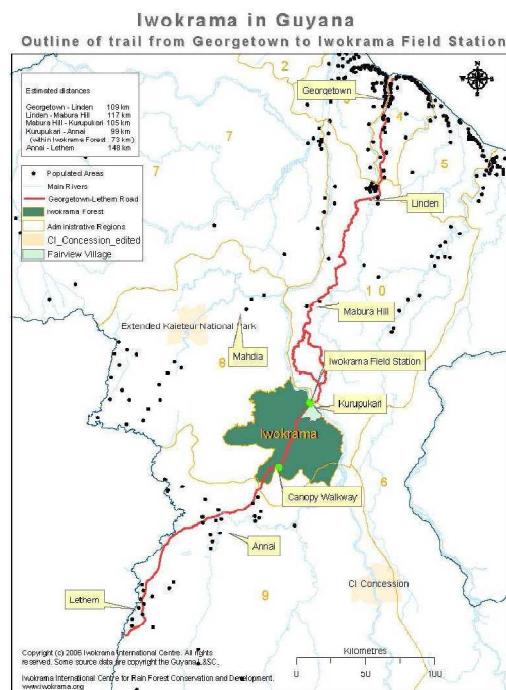 Iwokrama in Guyana
Outline of trail from Georgetown to Iwokrama Field Station
Estimated distances
Georgetown - Linden 109 km
Linden - Mabura Hill 117 km
Mabura Hill - Kurupukari 105 km
Kurupukari - Annai 99 km
(within Iwokrama Forest 73 km)
Annai - Lethem 148 km
Populated Areas
Main Rivers
Georgetown-Lethem Road
Iwokrama Forest
Administrative Regions
CI_Concession_edited
Fairview Village
2
Georgetown
3
4
7
7
5
Linden
10
Mabura Hill
Extended Kaieteur National Park
Mahdia
8
Iwokrama Field Station
Kurupukari
Iwokrama
6
Canopy Walkway
Annai
CI_Concession
9
Lethem
Kilometres
0 50 100
Copyright (c) 2006 Iwokrama International Centre. All rights
reserved. Some source data are copyright the Guyana L&SC.
Iwokrama International Centre for Rain Forest Conservation and Development.
www.iwokrama.org